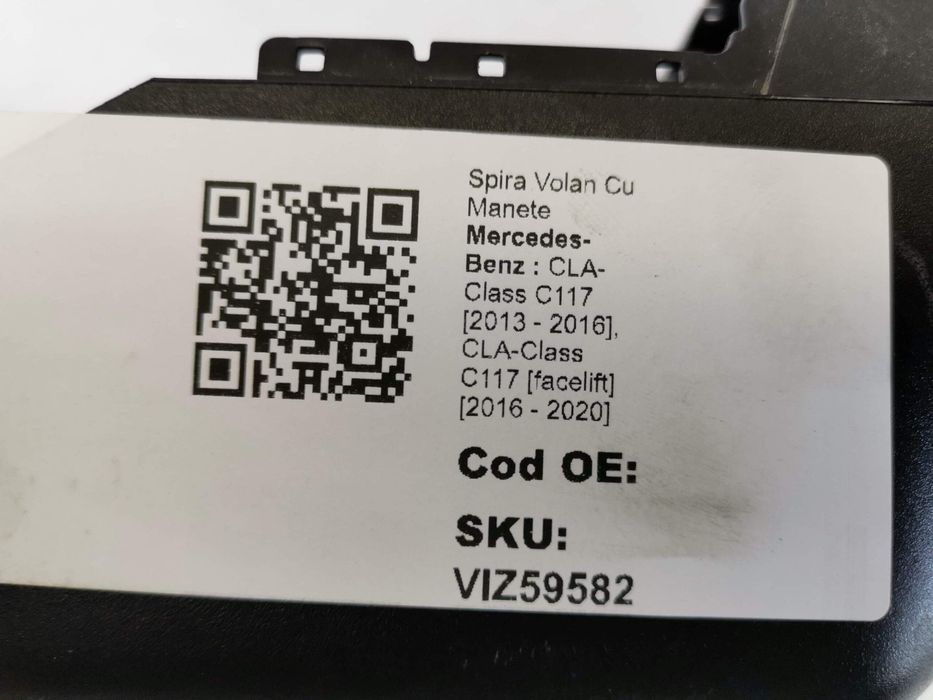 Spira Volan Cu
Manete
Mercedes-
Benz : CLA-
Class C117
[2013 - 2016],
CLA-Class
C117 [facelift]
[2016 - 2020]
Cod OE:
SKU:
VIZ59582